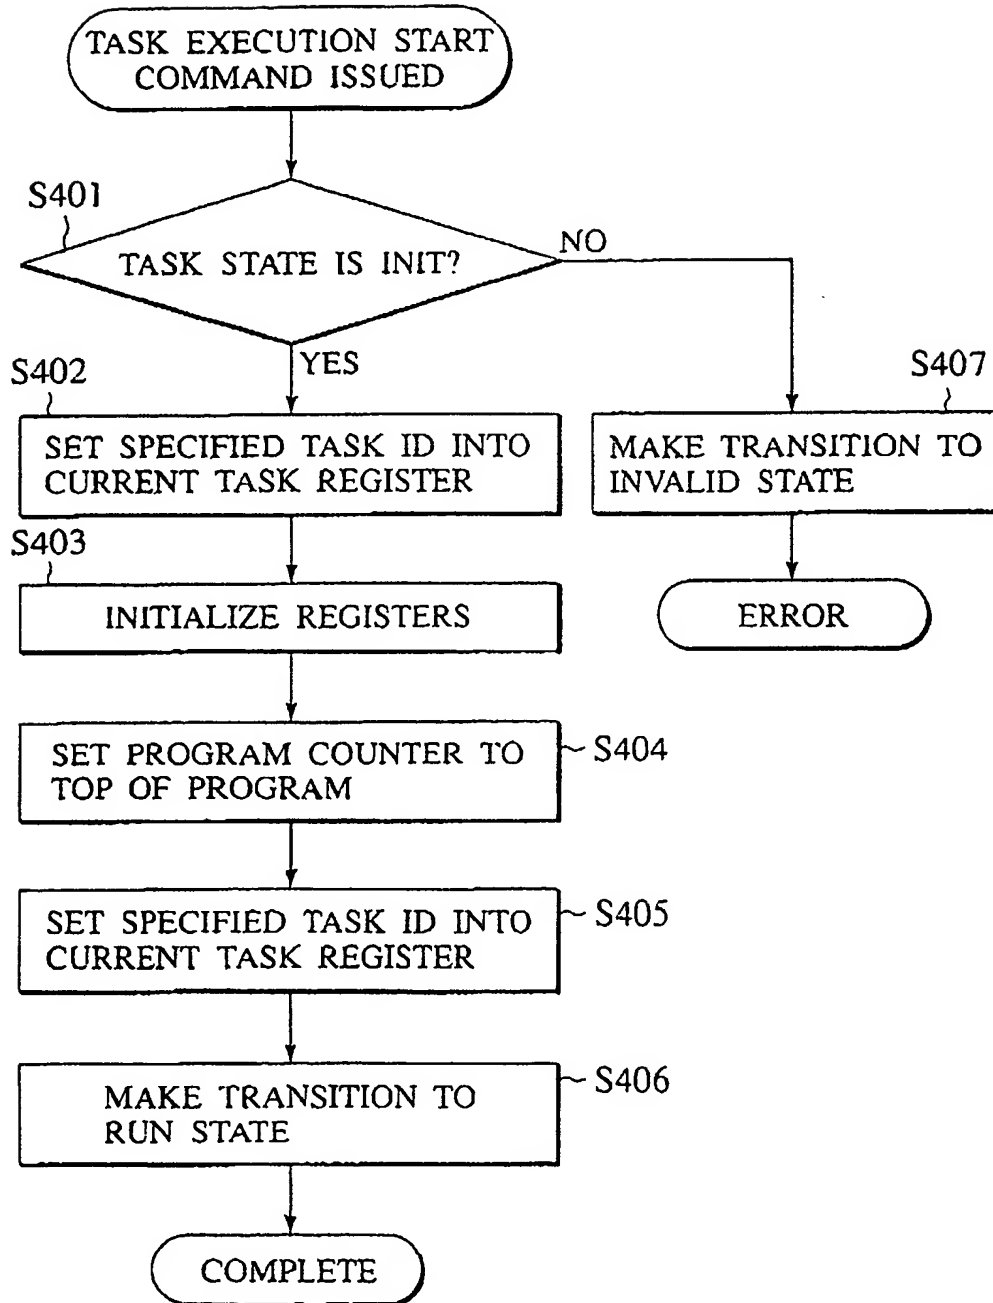 TASK EXECUTION START
COMMAND ISSUED
S401
TASK STATE IS INIT?
NO
YES
S402
SET SPECIFIED TASK ID INTO
CURRENT TASK REGISTER
S407
MAKE TRANSITION TO
INVALID STATE
S403
INITIALIZE REGISTERS
ERROR
SET PROGRAM COUNTER TO
TOP OF PROGRAM
S404
SET SPECIFIED TASK ID INTO
CURRENT TASK REGISTER
S405
MAKE TRANSITION TO
RUN STATE
S406
COMPLETE